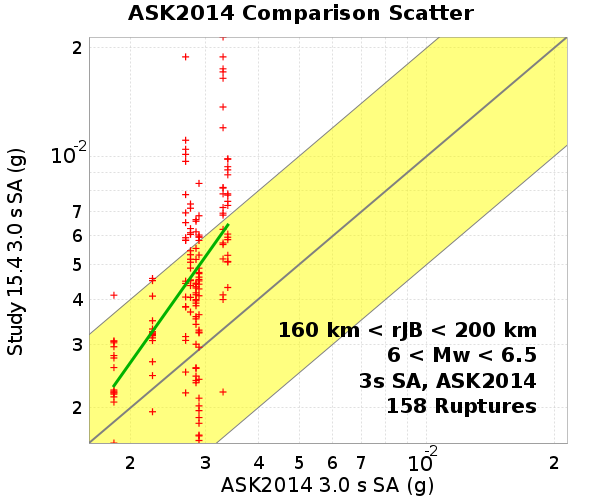 ASK2014 Comparison Scatter
Study 15.4 3.0 s SA (g)
2
10-2
7
6
5
4
3
2
160 km < rJB < 200 km
6 < Mw < 6.5
3s SA, ASK2014
158 Ruptures
2 3 4 5 6 7 10-2 2
ASK2014 3.0 s SA (g)